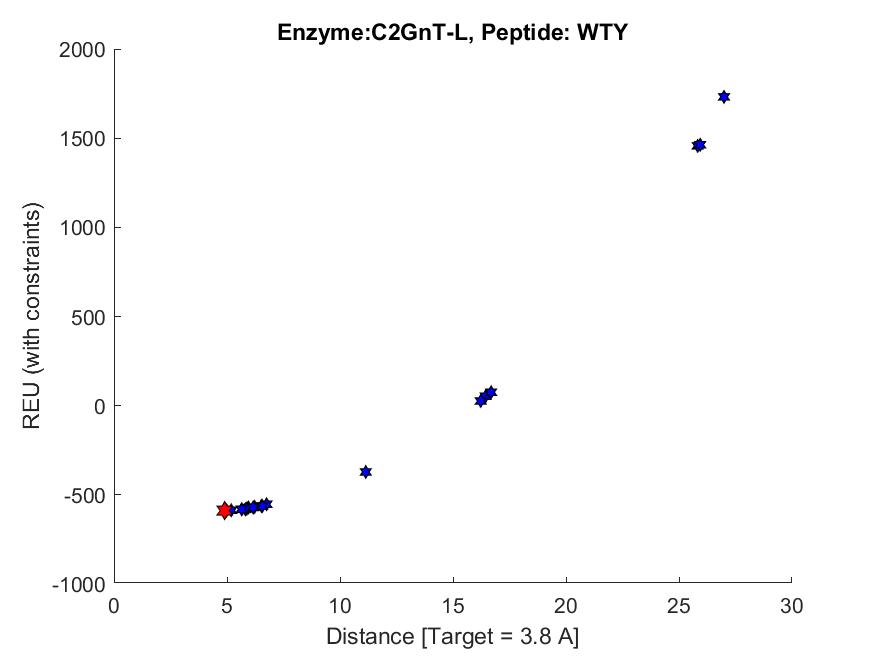 Enzyme:C2GnT-L, Peptide: WTY
2000
1500
1000
500
0
-500
-1000
REU (with constraints)
0 5 10 15 20 25 30
Distance [Target = 3.8 A]